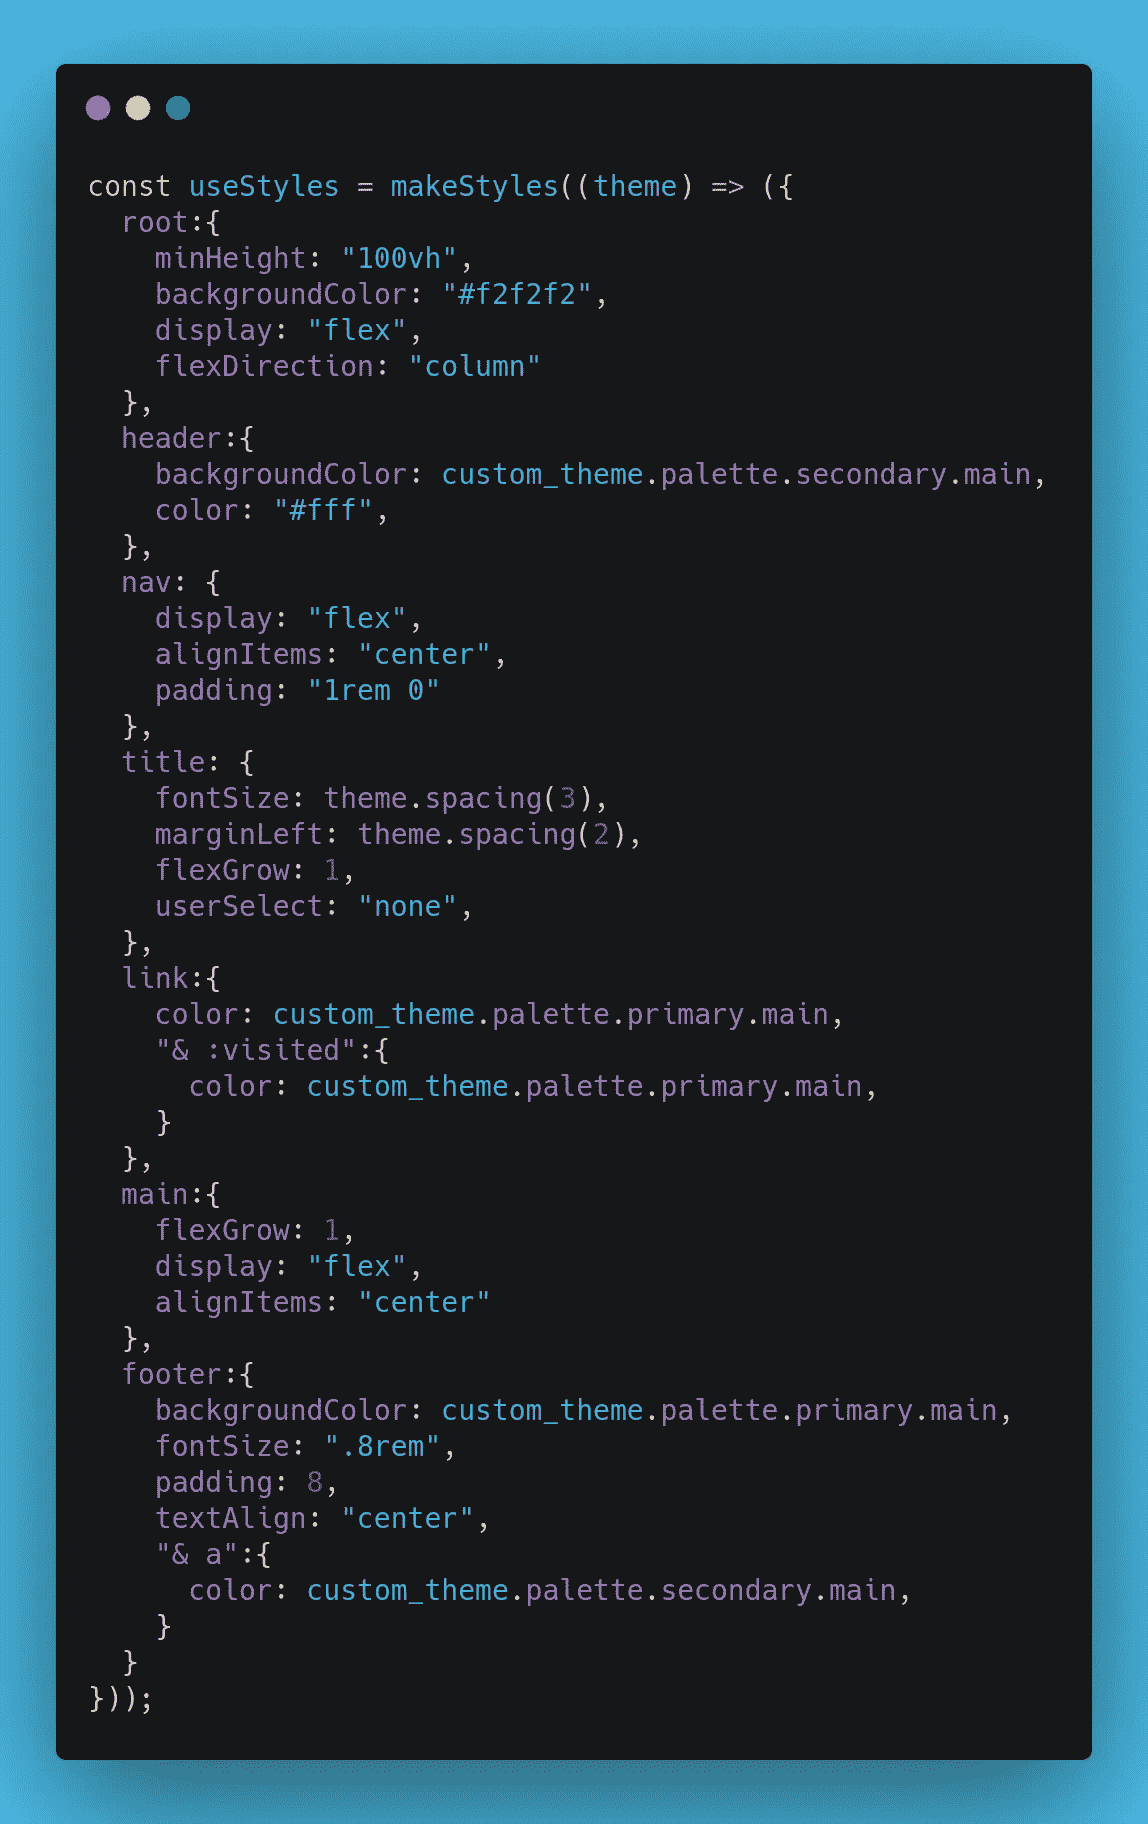 const useStyles = makeStyles((theme) => ({
  root:{
    minHeight: "100vh",
    backgroundColor: "#f2f2f2",
    display: "flex",
    flexDirection: "column"
  },
  header:{
    backgroundColor: custom_theme.palette.secondary.main,
    color: "#fff",
  },
  nav: {
    display: "flex",
    alignItems: "center",
    padding: "1rem 0"
  },
  title: {
    fontSize: theme.spacing(3),
    marginLeft: theme.spacing(2),
    flexGrow: 1,
    userSelect: "none",
  },
  link:{
    color: custom_theme.palette.primary.main,
    "& :visited":{
      color: custom_theme.palette.primary.main,
    }
  },
  main:{
    flexGrow: 1,
    display: "flex",
    alignItems: "center"
  },
  footer:{
    backgroundColor: custom_theme.palette.primary.main,
    fontSize: ".8rem",
    padding: 8,
    textAlign: "center",
    "& a":{
      color: custom_theme.palette.secondary.main,
    }
  }
}));